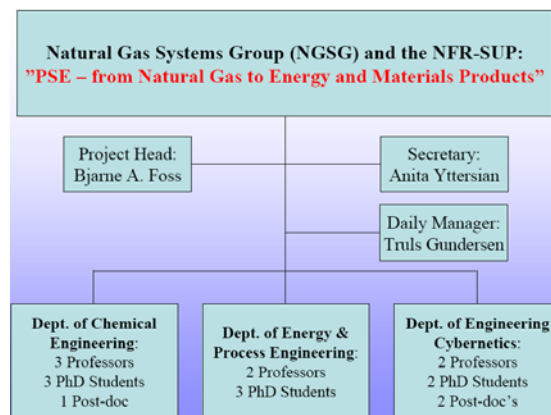 Natural Gas Systems Group (NGSG) and the NFR-SUP:
”PSE – from Natural Gas to Energy and Materials Products”
Project Head:
Bjarne A. Foss
Secretary:
Anita Yttersian
Daily Manager:
Truls Gundersen
Dept. of Chemical
Engineering:
3 Professors
3 PhD Students
1 Post-doc
Dept. of Energy &
Process Engineering:
2 Professors
3 PhD Students
Dept. of Engineering
Cybernetics:
2 Professors
2 PhD Students
2 Post-doc’s